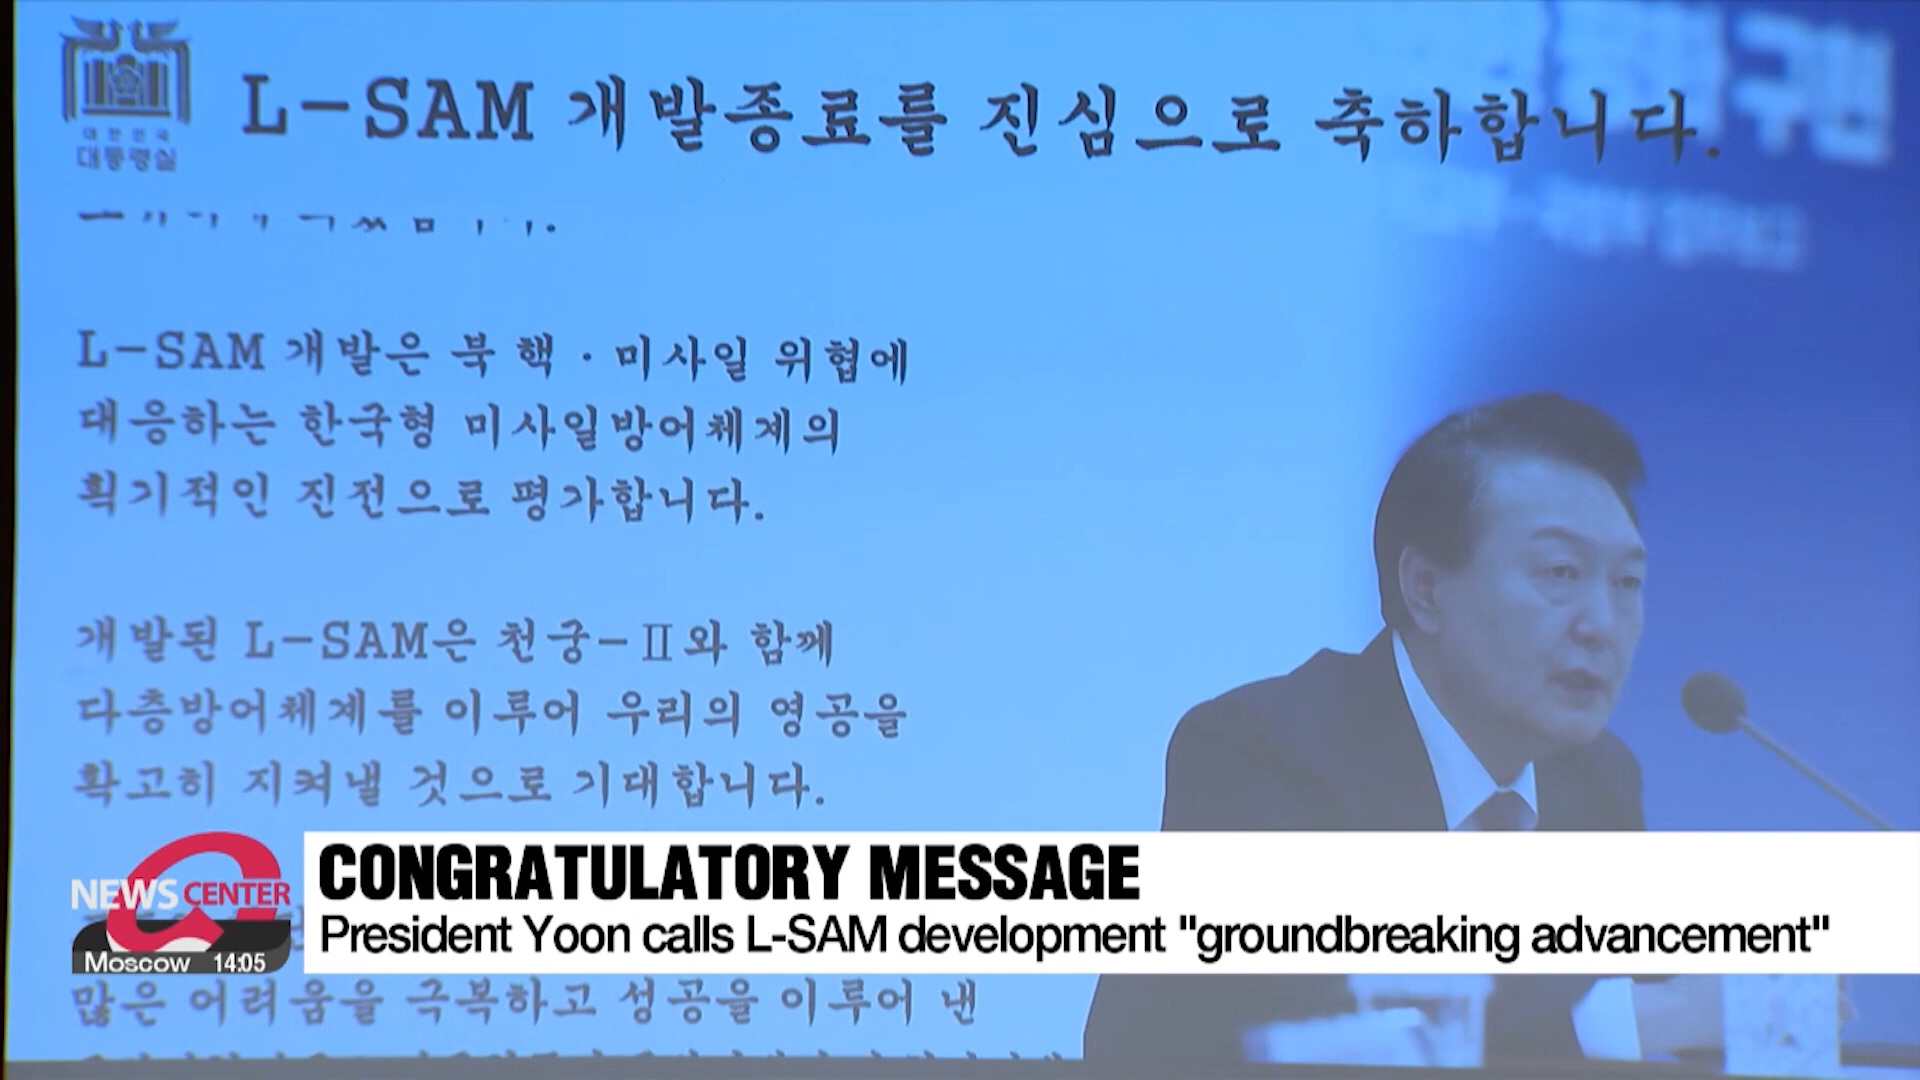 L-SAM 개발종료를 진심으로 축하합니다.
대한민국
대통령실
L-SAM 개발은 북 핵·미사일 위협에
대응하는 한국형 미사일방어체계의
획기적인 진전으로 평가합니다.
개발된 L-SAM은 천궁-Ⅱ와 함께
다층방어체계를 이루어 우리의 영공을
확고히 지켜낼 것으로 기대합니다.
NEWS CENTER
Moscow 14:05
CONGRATULATORY MESSAGE
President Yoon calls L-SAM development "groundbreaking advancement"
많은 어려움을 극복하고 성공을 이루어 낸